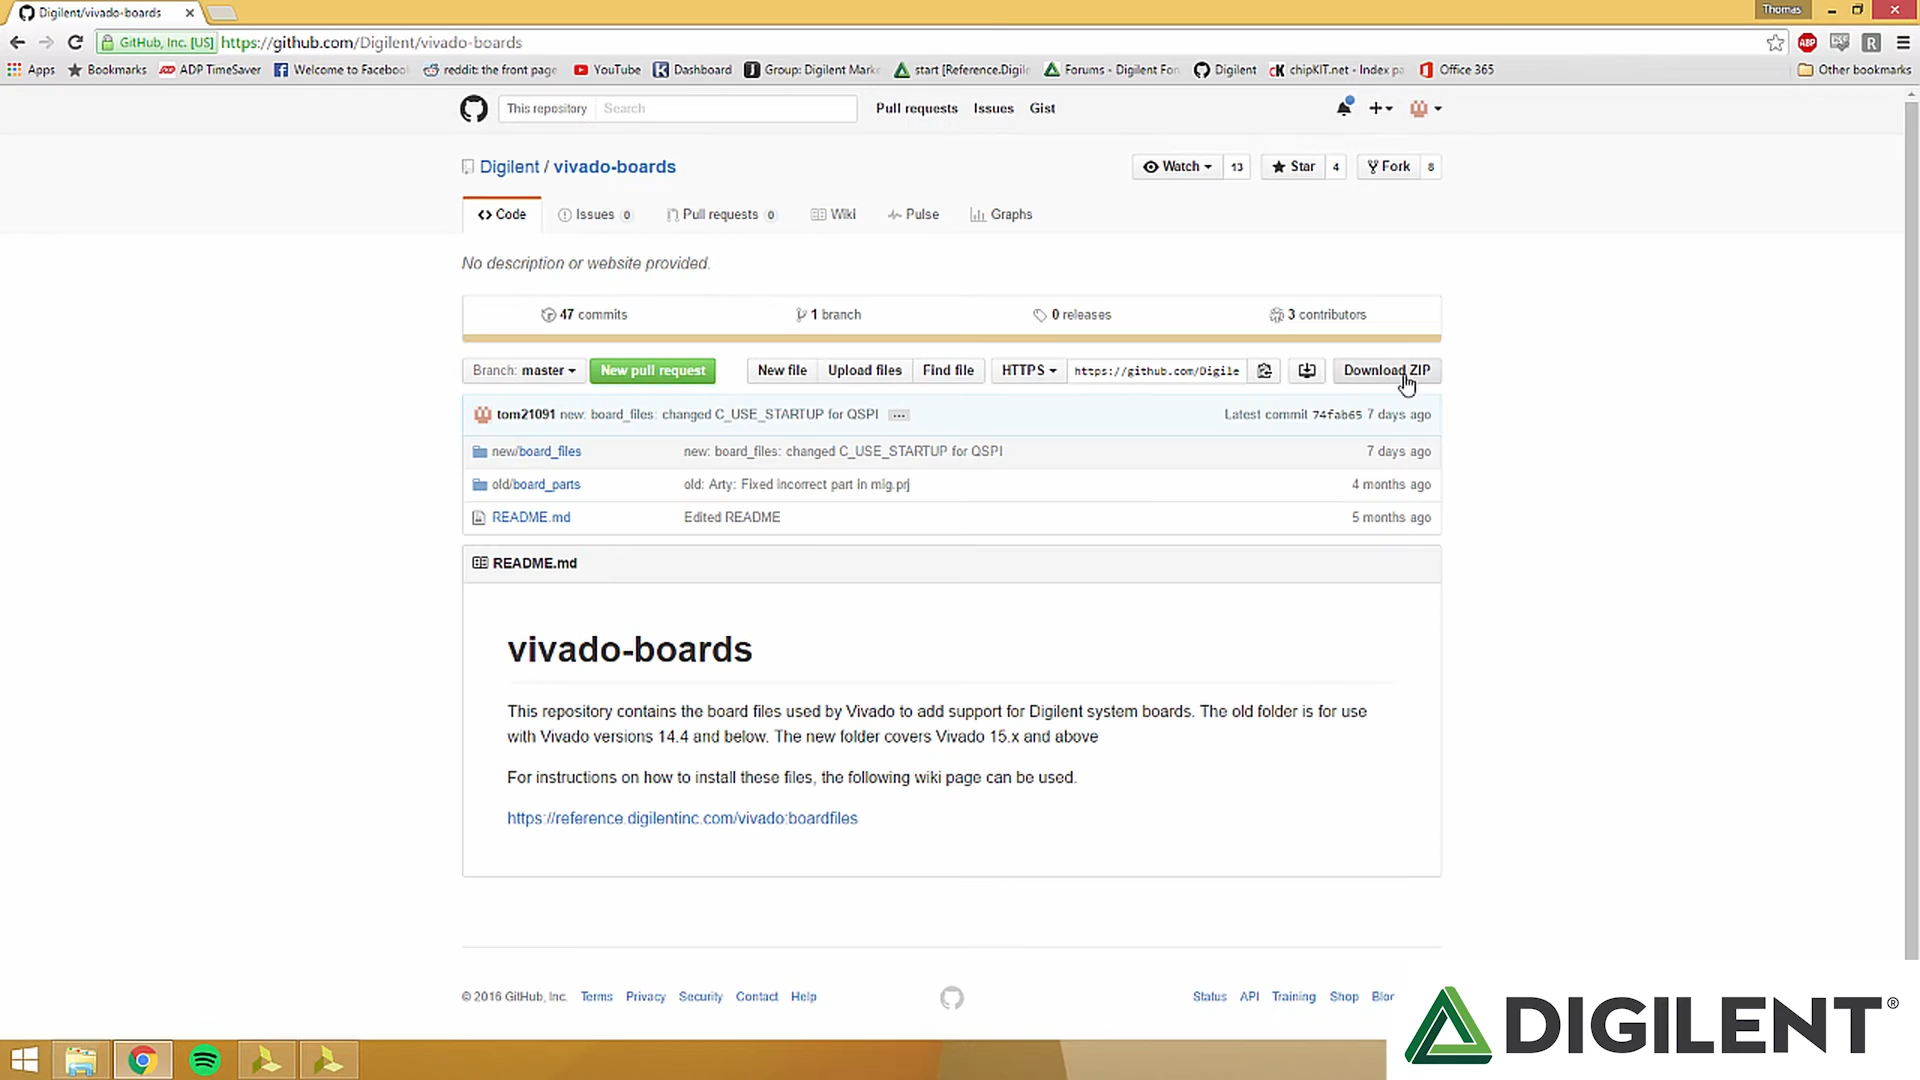 Digilent/vivado-boards
Thomas
GitHub, Inc. [US] https://github.com/Digilent/vivado-boards
ABP
R
Apps Bookmarks ADP TimeSaver Welcome to Facebook reddit: the front page YouTube Dashboard Group: Digilent Mark start [Reference.Digile Forums - Digilent For Digilent chipKIT.net - Index pa Office 365 Other bookmarks
This repository Search Pull requests Issues Gist
Digilent / vivado-boards Watch 13 Star 4 Fork 8
Code Issues 0 Pull requests 0 Wiki Pulse Graphs
No description or website provided.
47 commits 1 branch 0 releases 3 contributors
Branch: master New pull request New file Upload files Find file HTTPS https://github.com/Digile Download ZIP
tom21091 new: board_files: changed C_USE_STARTUP for QSPI ... Latest commit 74fab65 7 days ago
new/board_files new: board_files: changed C_USE_STARTUP for QSPI 7 days ago
old/board_parts old: Arty: Fixed incorrect part in mig.prj 4 months ago
README.md Edited README 5 months ago
README.md
vivado-boards
This repository contains the board files used by Vivado to add support for Digilent system boards. The old folder is for use
with Vivado versions 14.4 and below. The new folder covers Vivado 15.x and above
For instructions on how to install these files, the following wiki page can be used.
https://reference.digilentinc.com/vivado:boardfiles
© 2016 GitHub, Inc. Terms Privacy Security Contact Help Status API Training Shop Blog
DIGILENT®